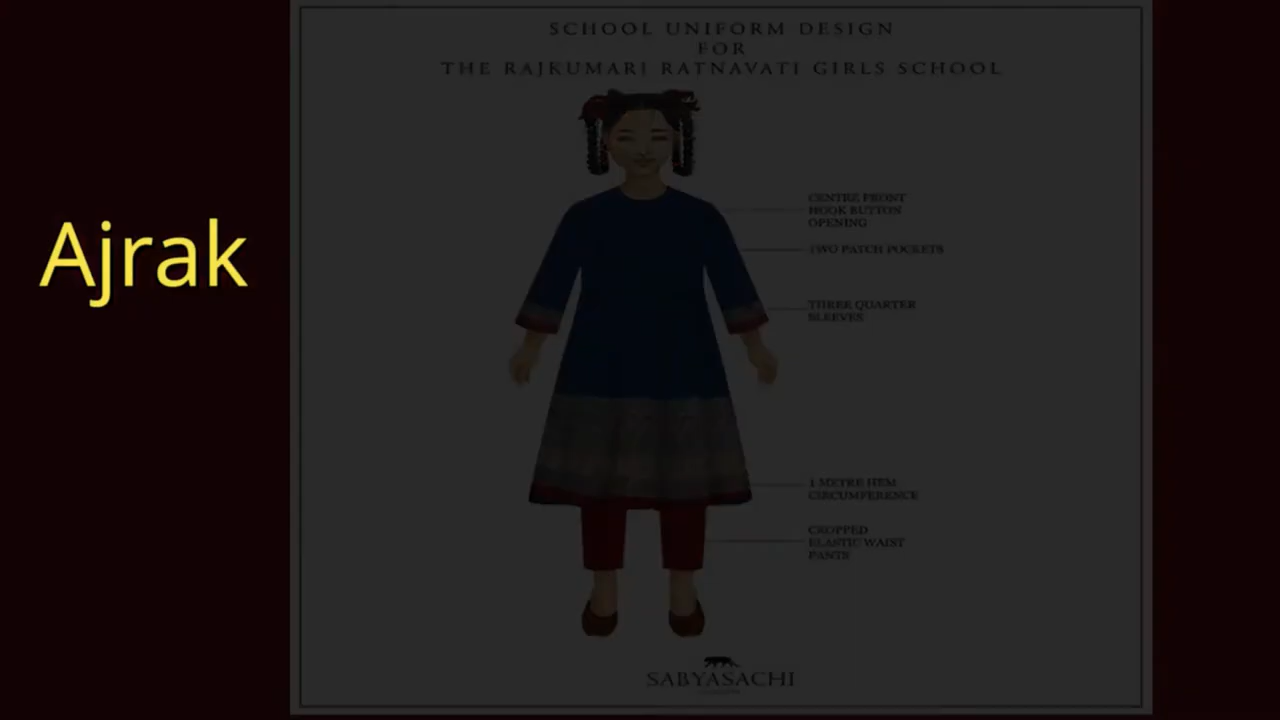 SCHOOL UNIFORM DESIGN
FOR
THE RAJKUMARI RATNAVATI GIRLS SCHOOL
Ajrak
CENTRE FRONT
HOOK BUTTON
OPENING
TWO PATCH POCKETS
THREE QUARTER
SLEEVES
1 METRE HEM
CIRCUMFERENCE
CROPPED
ELASTIC WAIST
PANTS
SABYASACHI